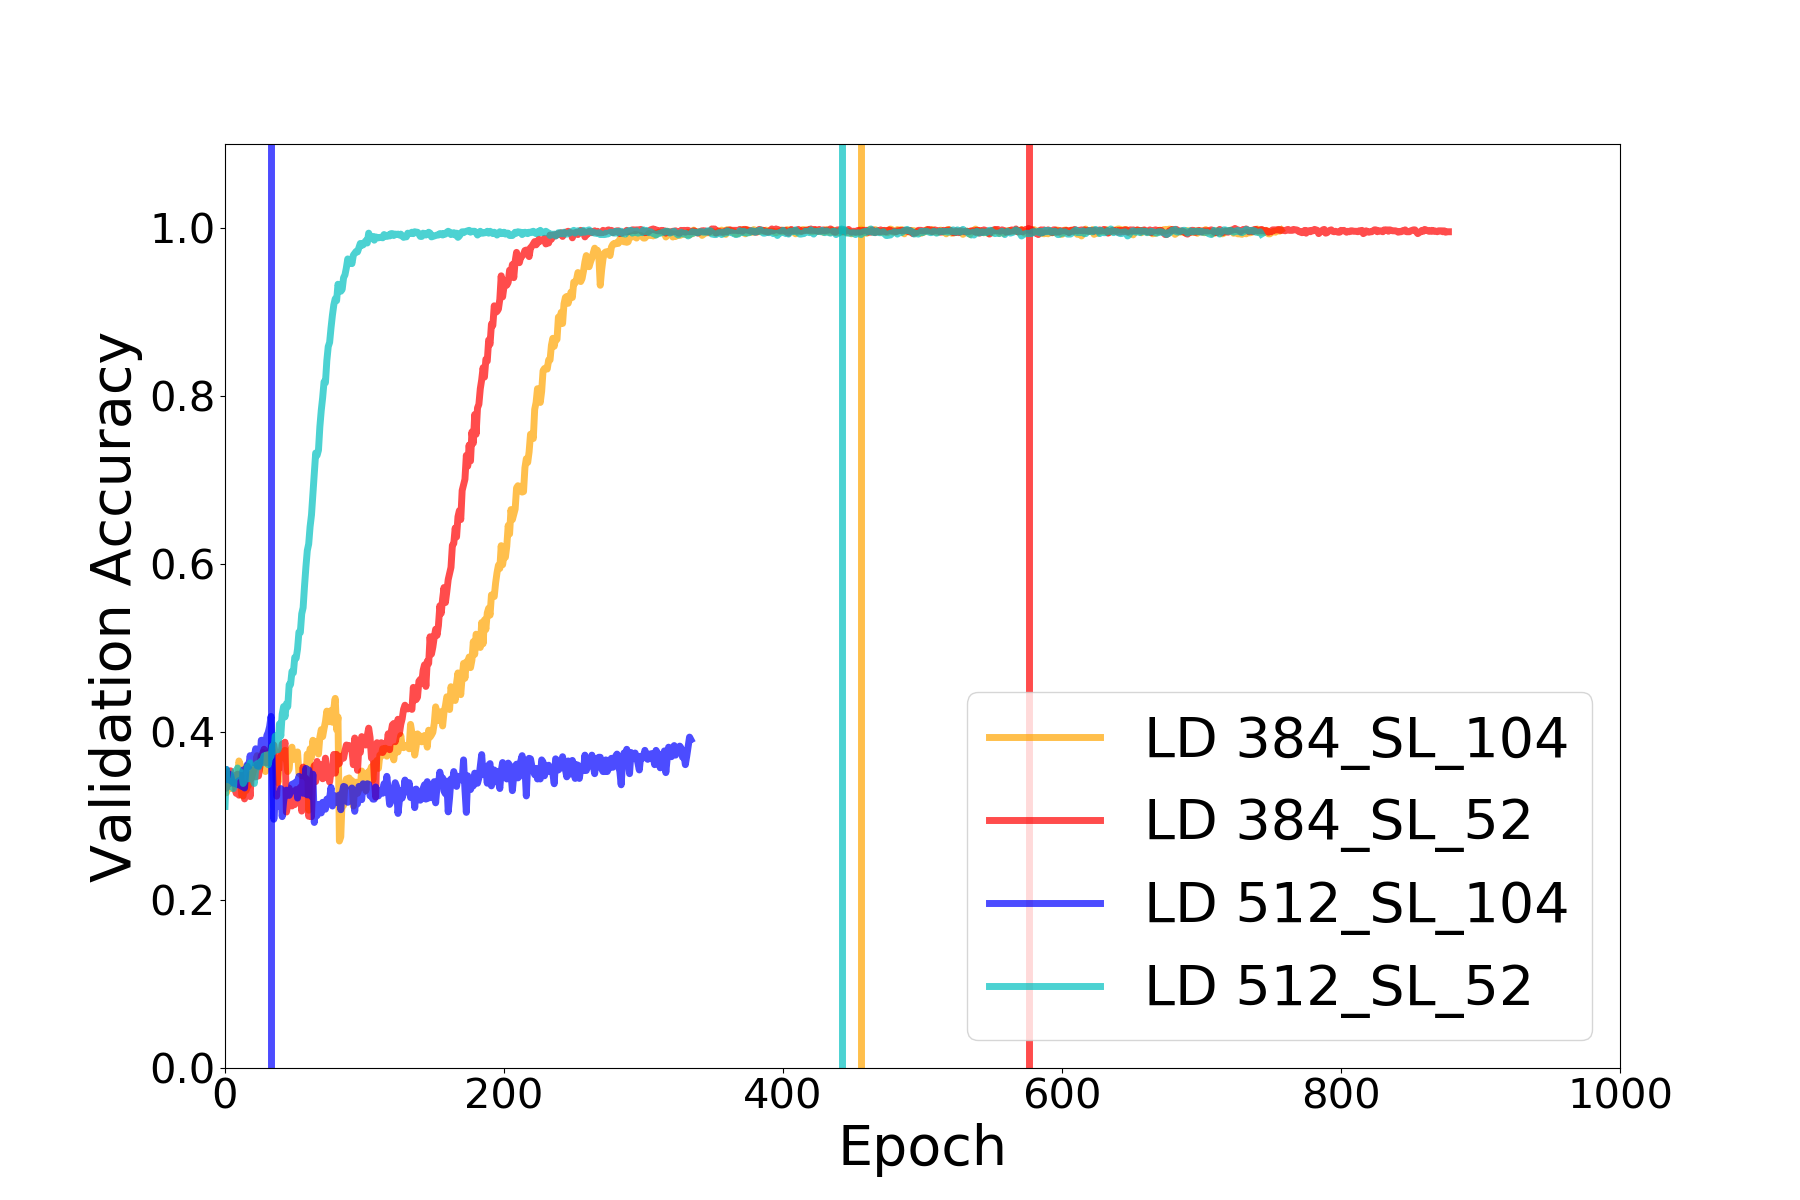 Validation Accuracy
1.0
0.8
0.6
0.4
0.2
0.0
0 200 400 600 800 1000
Epoch
LD 384_SL_104
LD 384_SL_52
LD 512_SL_104
LD 512_SL_52